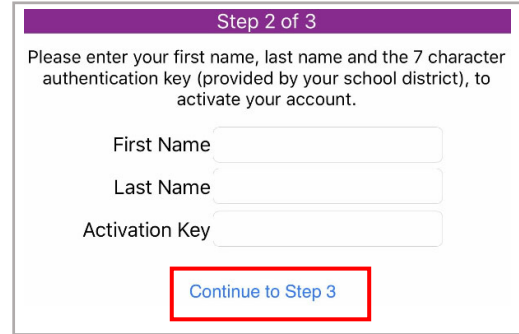 Step 2 of 3
Please enter your first name, last name and the 7 character
authentication key (provided by your school district), to
activate your account.
First Name
Last Name
Activation Key
Continue to Step 3